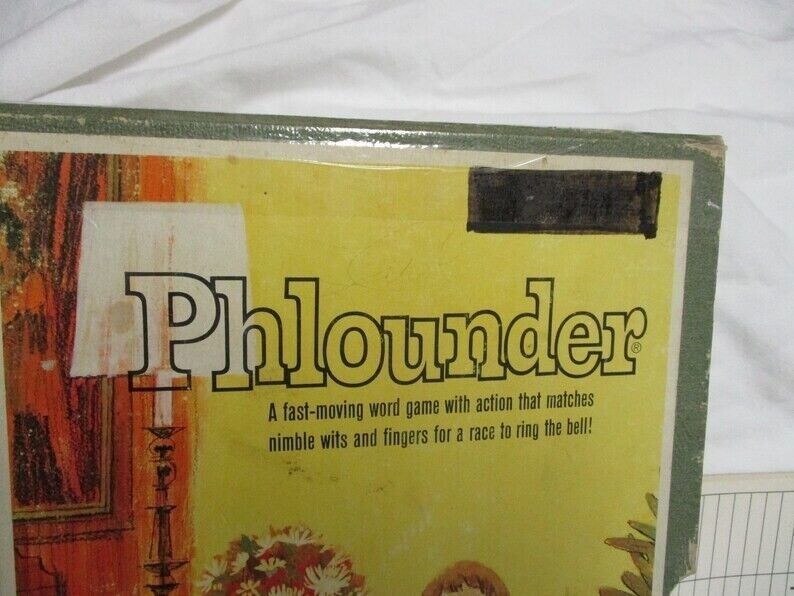 Phlounder®
A fast-moving word game with action that matches
nimble wits and fingers for a race to ring the bell!